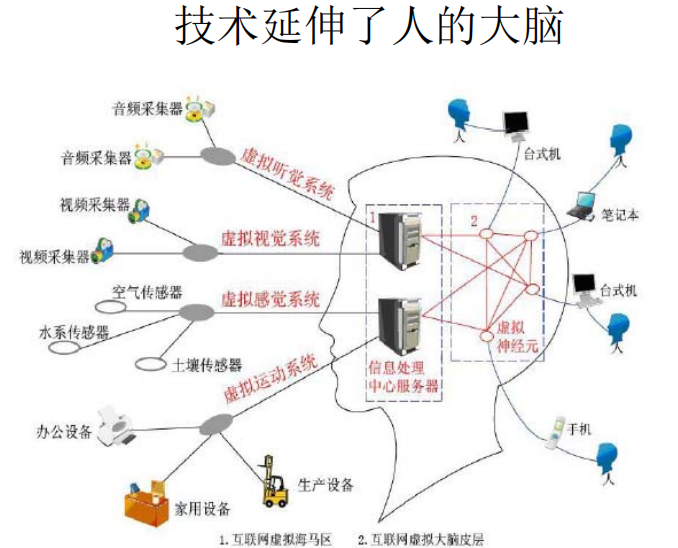 技术延伸了人的大脑
音频采集器
音频采集器
虚拟听觉系统
视频采集器
视频采集器
虚拟视觉系统
空气传感器
水系传感器
土壤传感器
虚拟感觉系统
虚拟运动系统
办公设备
家用设备
生产设备
1
信息处理
中心服务器
2
虚拟
神经元
人
台式机
人
笔记本
台式机
人
手机
人
1.互联网虚拟海马区
2.互联网虚拟大脑皮层